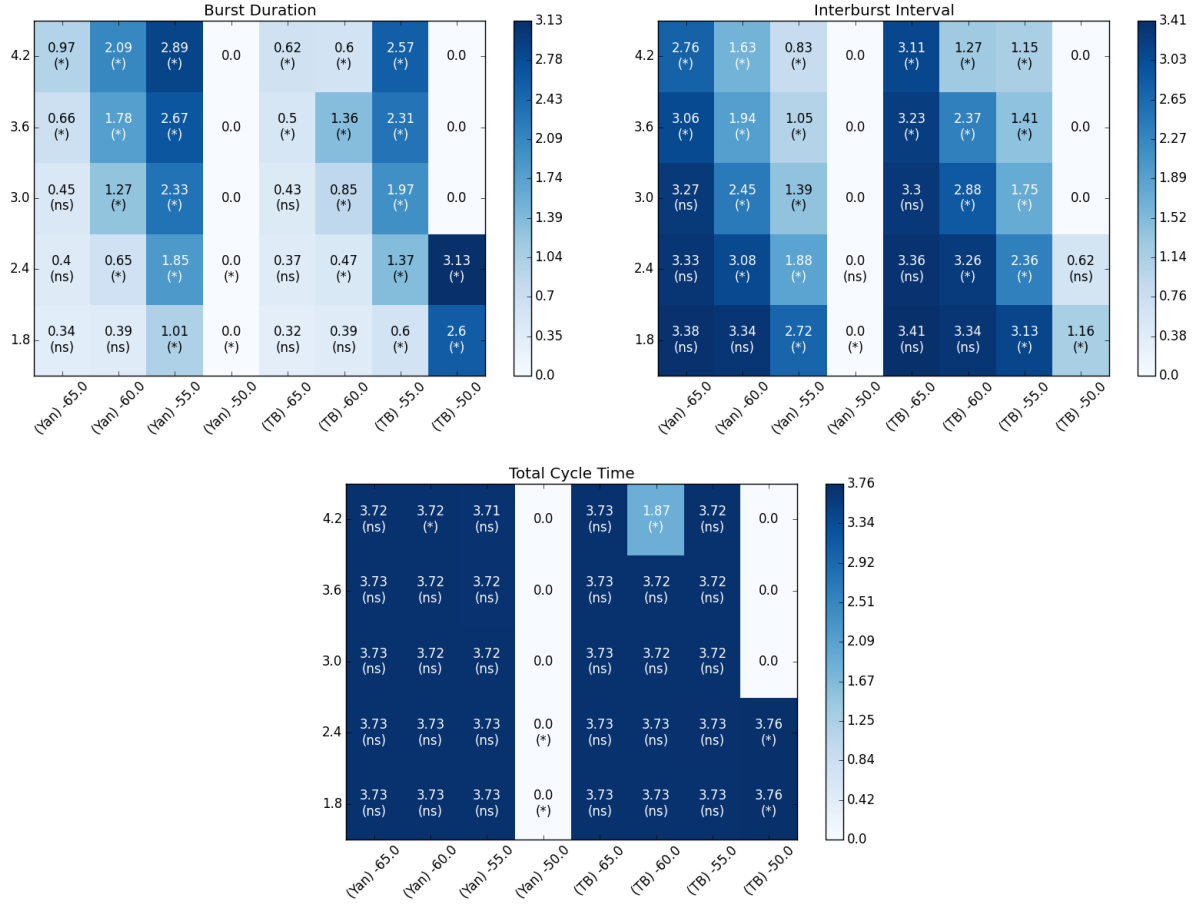 Burst Duration
4.2 0.97 2.09 2.89 0.0 0.62 0.6 2.57 0.0
(*) (*) (*) (*) (*) (*)
3.6 0.66 1.78 2.67 0.0 0.5 1.36 2.31 0.0
(*) (*) (*) (*) (*) (*)
3.0 0.45 1.27 2.33 0.0 0.43 0.85 1.97 0.0
(ns) (*) (*) (ns) (*) (*)
2.4 0.4 0.65 1.85 0.0 0.37 0.47 1.37 3.13
(ns) (*) (*) (*) (ns) (*) (*) (*)
1.8 0.34 0.39 1.01 0.0 0.32 0.39 0.6 2.6
(ns) (ns) (*) (*) (ns) (ns) (*) (*)
(Yan) -65.0 (Yan) -60.0 (Yan) -55.0 (Yan) -50.0 (TB) -65.0 (TB) -60.0 (TB) -55.0 (TB) -50.0
3.13
2.78
2.43
2.09
1.74
1.39
1.04
0.7
0.35
0.0
Interburst Interval
4.2 2.76 1.63 0.83 0.0 3.11 1.27 1.15 0.0
(*) (*) (*) (*) (*) (*)
3.6 3.06 1.94 1.05 0.0 3.23 2.37 1.41 0.0
(*) (*) (*) (*) (*) (*)
3.0 3.27 2.45 1.39 0.0 3.3 2.88 1.75 0.0
(ns) (*) (*) (ns) (*) (*)
2.4 3.33 3.08 1.88 0.0 3.36 3.26 2.36 0.62
(ns) (*) (*) (ns) (ns) (*) (*) (ns)
1.8 3.38 3.34 2.72 0.0 3.41 3.34 3.13 1.16
(ns) (ns) (*) (*) (ns) (ns) (*) (*)
(Yan) -65.0 (Yan) -60.0 (Yan) -55.0 (Yan) -50.0 (TB) -65.0 (TB) -60.0 (TB) -55.0 (TB) -50.0
3.41
3.03
2.65
2.27
1.89
1.52
1.14
0.76
0.38
0.00
Total Cycle Time
4.2 3.72 3.72 3.71 0.0 3.73 1.87 3.72 0.0
(ns) (*) (ns) (ns) (*) (ns)
3.6 3.73 3.72 3.72 0.0 3.73 3.72 3.72 0.0
(ns) (ns) (ns) (ns) (ns) (ns)
3.0 3.73 3.72 3.72 0.0 3.73 3.72 3.72 0.0
(ns) (ns) (ns) (ns) (ns) (ns)
2.4 3.73 3.73 3.73 0.0 3.73 3.73 3.73 3.76
(ns) (ns) (ns) (*) (ns) (ns) (ns) (*)
1.8 3.73 3.73 3.73 0.0 3.73 3.73 3.73 3.76
(ns) (ns) (ns) (*) (ns) (ns) (ns) (*)
(Yan) -65.0 (Yan) -60.0 (Yan) -55.0 (Yan) -50.0 (TB) -65.0 (TB) -60.0 (TB) -55.0 (TB) -50.0
3.76
3.34
2.92
2.51
2.09
1.67
1.25
0.84
0.42
0.0